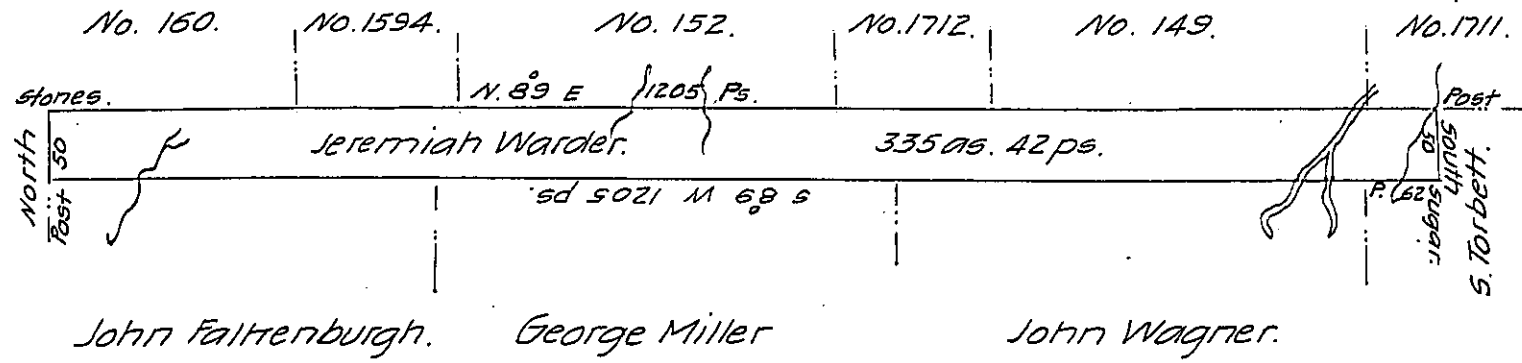 No. 160. No. 1594. No. 152. No. 1712. No. 149. No. 1711.
stones. N. 89° E 1205 Ps. Post
North 50 Jeremiah Warder. 335 as. 42 ps. South 50
Post S 89° W 1205 ps. P. 62 Sugar.
S. Torbett.
John Falkenburgh. George Miller John Wagner.